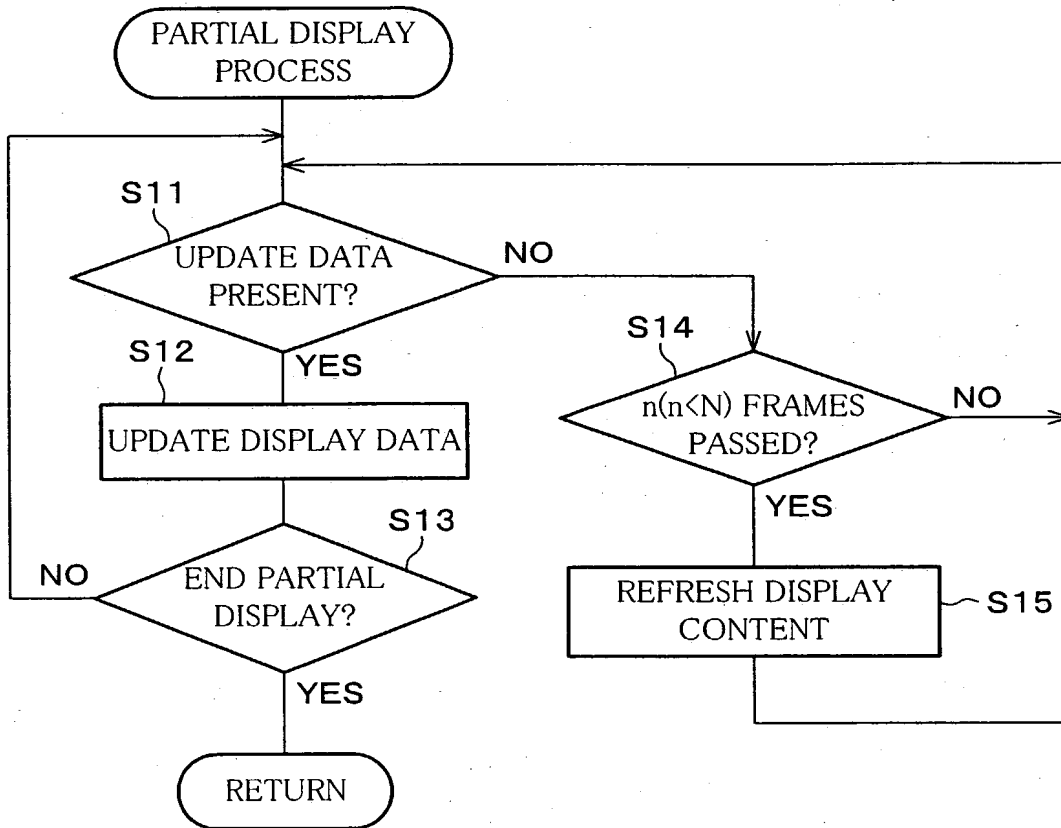 PARTIAL DISPLAY
PROCESS
S11
UPDATE DATA
PRESENT?
NO
YES
S12
UPDATE DISPLAY DATA
S13
END PARTIAL
DISPLAY?
NO
YES
RETURN
S14
n(n<N) FRAMES
PASSED?
NO
YES
REFRESH DISPLAY
CONTENT
S15